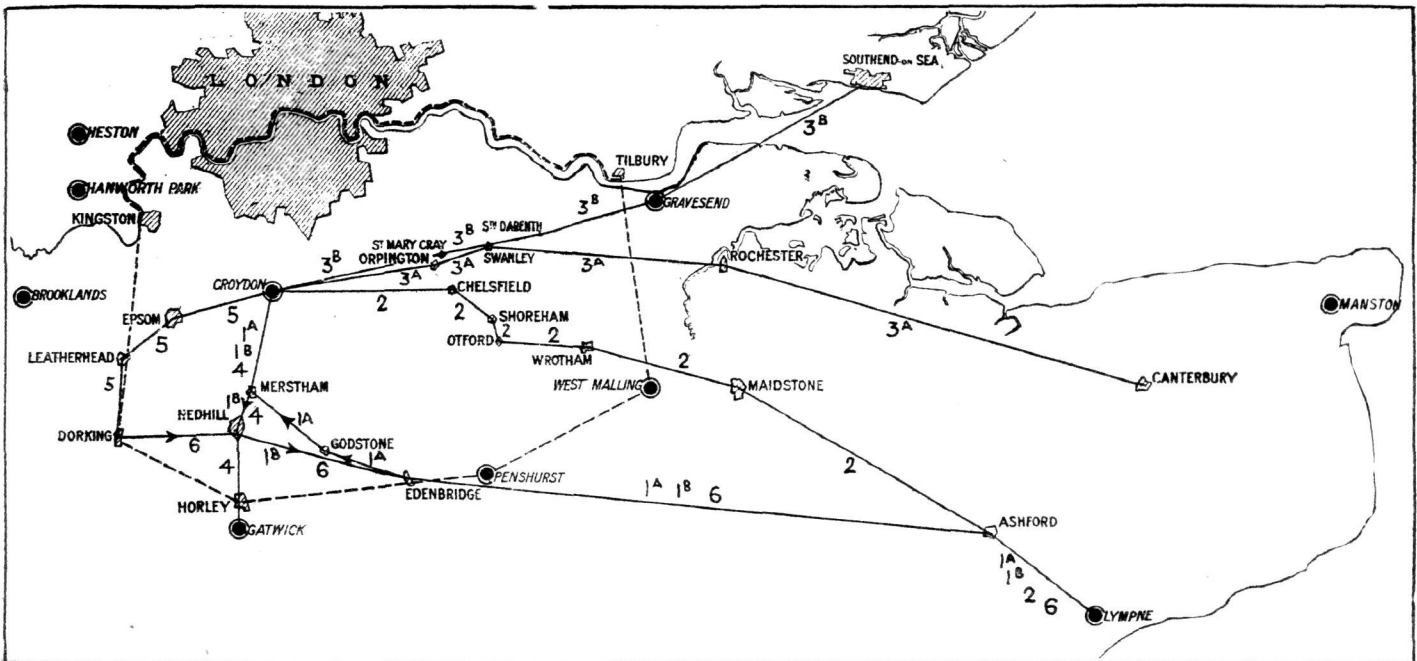 LONDON
SOUTHEND-ON SEA
3B
HESTON
TILBURY
HANWORTH PARK
GRAVESEND
KINGSTON
3B
STH DARENTH
ST MARY CRAY
3B
ORPINGTON
SWANLEY
3A
ROCHESTER
3B
3A
3A
CROYDON
CHELSFIELD
BROOKLANDS
MANSTON
2
5
EPSOM
2
SHOREHAM
1A
3A
5
OTFORD
2
2
WROTHAM
1B
LEATHERHEAD
4
2
5
MERSTHAM
WEST MALLING
MAIDSTONE
CANTERBURY
1B
4
REDHILL
1A
DORKING
6
GODSTONE
1B
6
1A
4
2
PENSHURST
EDENBRIDGE
1A 1B 6
HORLEY
GATWICK
ASHFORD
1A
1B
2
6
LYMPNE